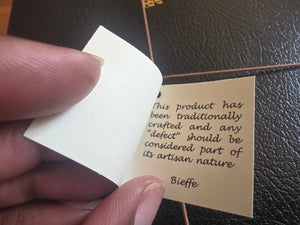 This product has
been traditionally
crafted and any
"defect" should be
considered part of
its artisan nature
Bieffe